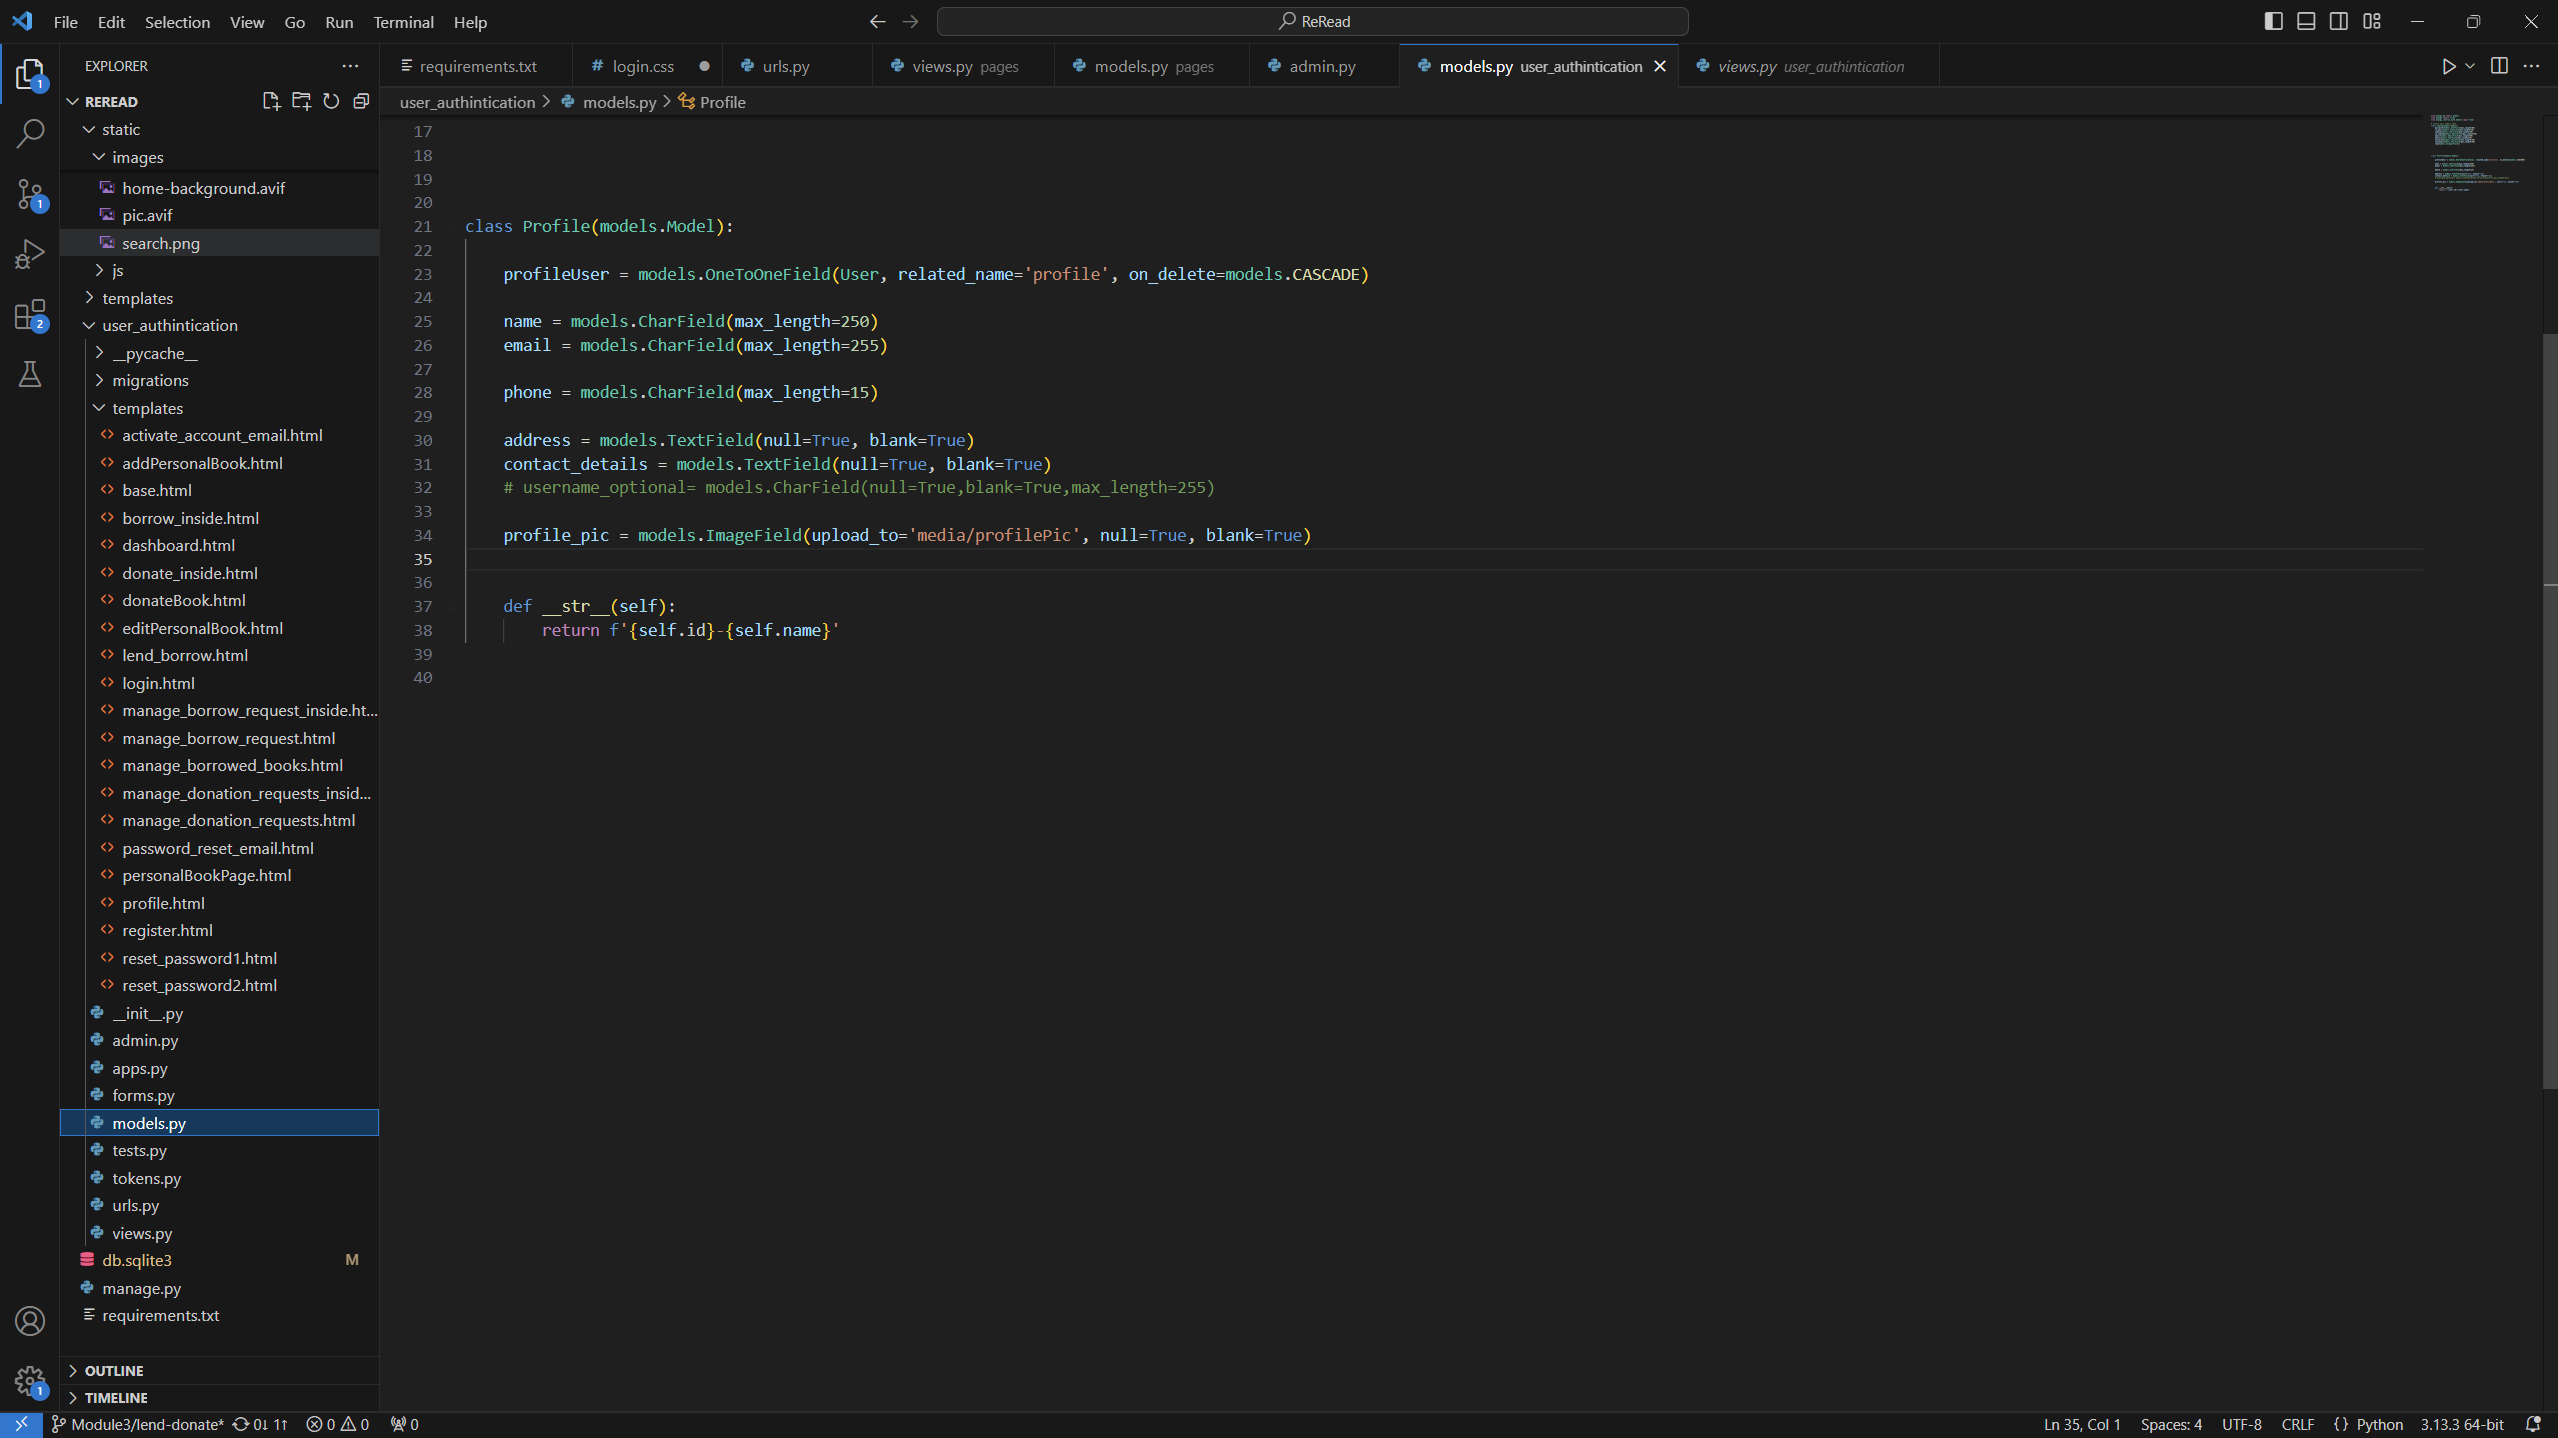 File Edit Selection View Go Run Terminal Help
ReRead
EXPLORER
requirements.txt
login.css
urls.py
views.py pages
models.py pages
admin.py
models.py user_authintication
views.py user_authintication
REREAD
user_authintication > models.py > Profile
static
images
home-background.avif
pic.avif
search.png
js
templates
user_authintication
__pycache__
migrations
templates
activate_account_email.html
addPersonalBook.html
base.html
borrow_inside.html
dashboard.html
donate_inside.html
donateBook.html
editPersonalBook.html
lend_borrow.html
login.html
manage_borrow_request_inside.ht...
manage_borrow_request.html
manage_borrowed_books.html
manage_donation_requests_insid...
manage_donation_requests.html
password_reset_email.html
personalBookPage.html
profile.html
register.html
reset_password1.html
reset_password2.html
__init__.py
admin.py
apps.py
forms.py
models.py
tests.py
tokens.py
urls.py
views.py
db.sqlite3 M
manage.py
requirements.txt
OUTLINE
TIMELINE
1
1
2
1
17
18
19
20
21 class Profile(models.Model):
22
23 profileUser = models.OneToOneField(User, related_name='profile', on_delete=models.CASCADE)
24
25 name = models.CharField(max_length=250)
26 email = models.CharField(max_length=255)
27
28 phone = models.CharField(max_length=15)
29
30 address = models.TextField(null=True, blank=True)
31 contact_details = models.TextField(null=True, blank=True)
32 # username_optional= models.CharField(null=True,blank=True,max_length=255)
33
34 profile_pic = models.ImageField(upload_to='media/profilePic', null=True, blank=True)
35
36
37 def __str__(self):
38 return f'{self.id}-{self.name}'
39
40
Module3/lend-donate* 0↓ 1↑ 0 0 0
Ln 35, Col 1 Spaces: 4 UTF-8 CRLF {} Python 3.13.3 64-bit